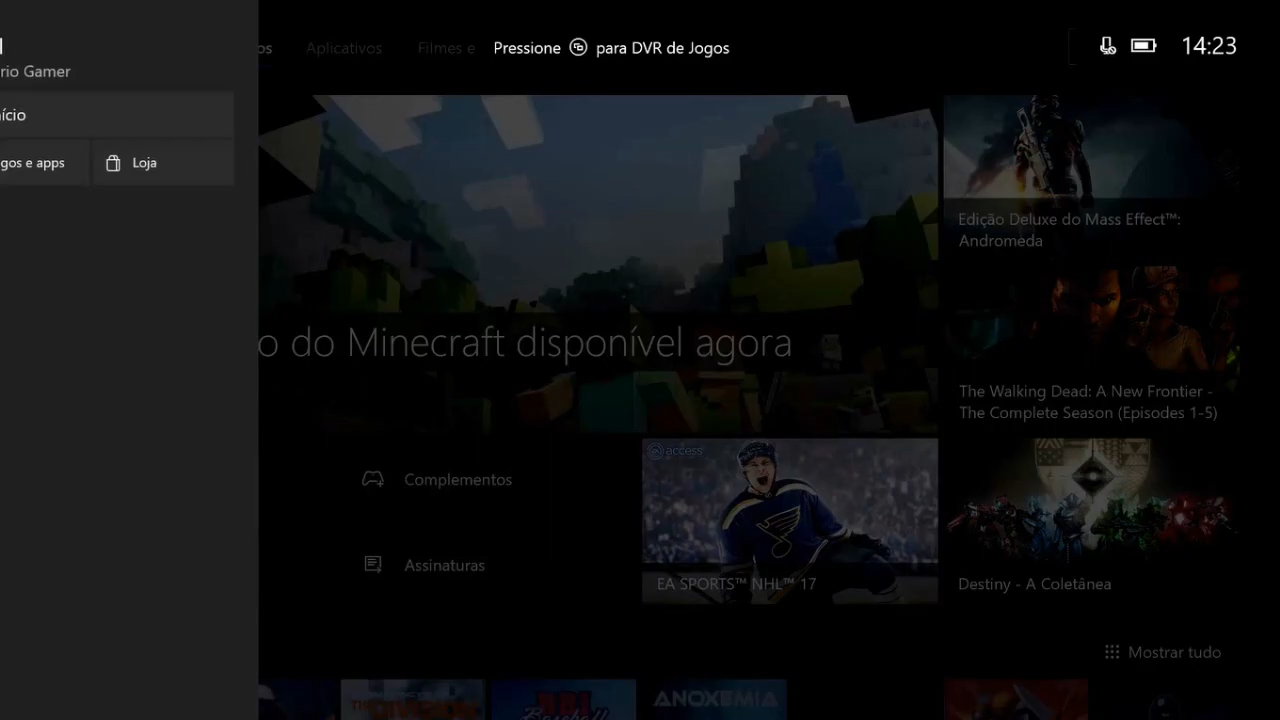 os
Aplicativos
Filmes e
Pressione para DVR de Jogos
14:23
rio Gamer
ício
gos e apps
Loja
Edição Deluxe do Mass Effect™:
Andromeda
o do Minecraft disponível agora
The Walking Dead: A New Frontier -
The Complete Season (Episodes 1-5)
Complementos
access
Assinaturas
EA SPORTS™ NHL™ 17
Destiny - A Coletânea
Mostrar tudo
RBI
Baseball
ANOXEMIA